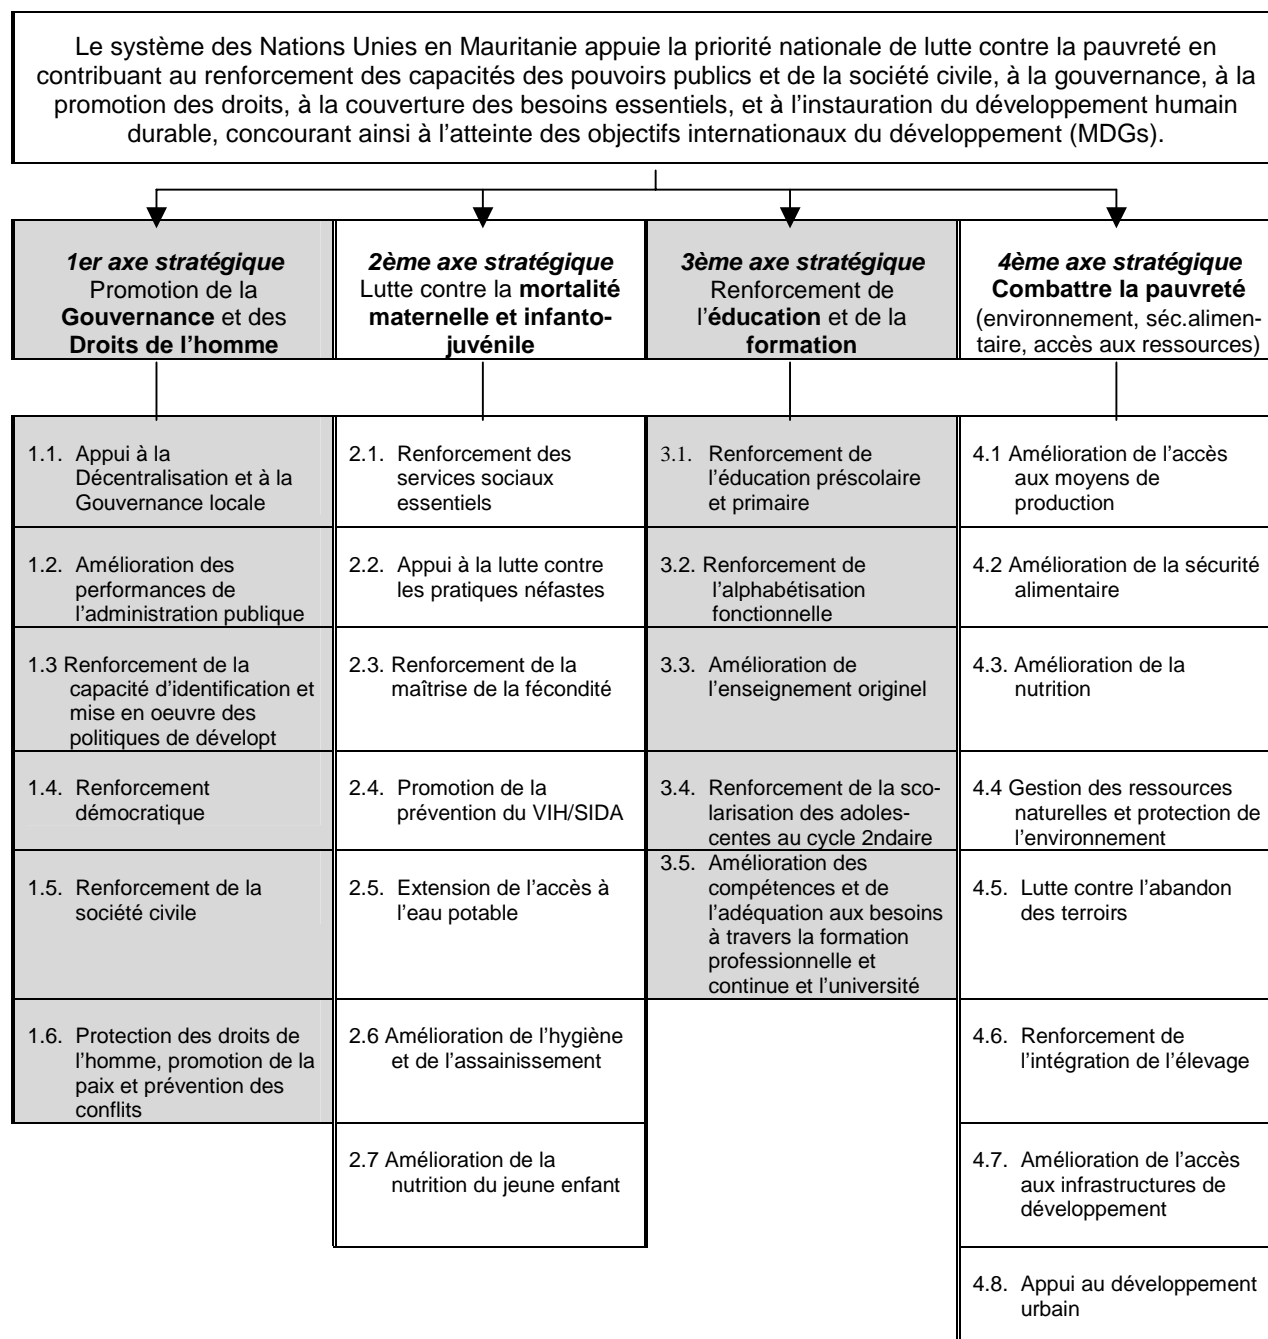 Le système des Nations Unies en Mauritanie appuie la priorité nationale de lutte contre la pauvreté en
contribuant au renforcement des capacités des pouvoirs publics et de la société civile, à la gouvernance, à la
promotion des droits, à la couverture des besoins essentiels, et à l’instauration du développement humain
durable, concourant ainsi à l’atteinte des objectifs internationaux du développement (MDGs).
1er axe stratégique
Promotion de la
Gouvernance et des
Droits de l’homme
2ème axe stratégique
Lutte contre la mortalité
maternelle et infanto-
juvénile
3ème axe stratégique
Renforcement de
l’éducation et de la
formation
4ème axe stratégique
Combattre la pauvreté
(environnement, séc.alimen-
taire, accès aux ressources)
1.1. Appui à la
Décentralisation et à la
Gouvernance locale
2.1. Renforcement des
services sociaux
essentiels
3.1. Renforcement de
l’éducation préscolaire
et primaire
4.1 Amélioration de l’accès
aux moyens de
production
1.2. Amélioration des
performances de
l’administration publique
2.2. Appui à la lutte contre
les pratiques néfastes
3.2. Renforcement de
l’alphabétisation
fonctionnelle
4.2 Amélioration de la sécurité
alimentaire
1.3 Renforcement de la
capacité d’identification et
mise en oeuvre des
politiques de développt
2.3. Renforcement de la
maîtrise de la fécondité
3.3. Amélioration de
l’enseignement originel
4.3. Amélioration de la
nutrition
1.4. Renforcement
démocratique
2.4. Promotion de la
prévention du VIH/SIDA
3.4. Renforcement de la sco-
larisation des adoles-
centes au cycle 2ndaire
4.4 Gestion des ressources
naturelles et protection de
l’environnement
1.5. Renforcement de la
société civile
2.5. Extension de l’accès à
l’eau potable
3.5. Amélioration des
compétences et de
l’adéquation aux besoins
à travers la formation
professionnelle et
continue et l’université
4.5. Lutte contre l’abandon
des terroirs
1.6. Protection des droits de
l’homme, promotion de la
paix et prévention des
conflits
2.6 Amélioration de l’hygiène
et de l’assainissement
4.6. Renforcement de
l’intégration de l’élevage
2.7 Amélioration de la
nutrition du jeune enfant
4.7. Amélioration de l’accès
aux infrastructures de
développement
4.8. Appui au développement
urbain